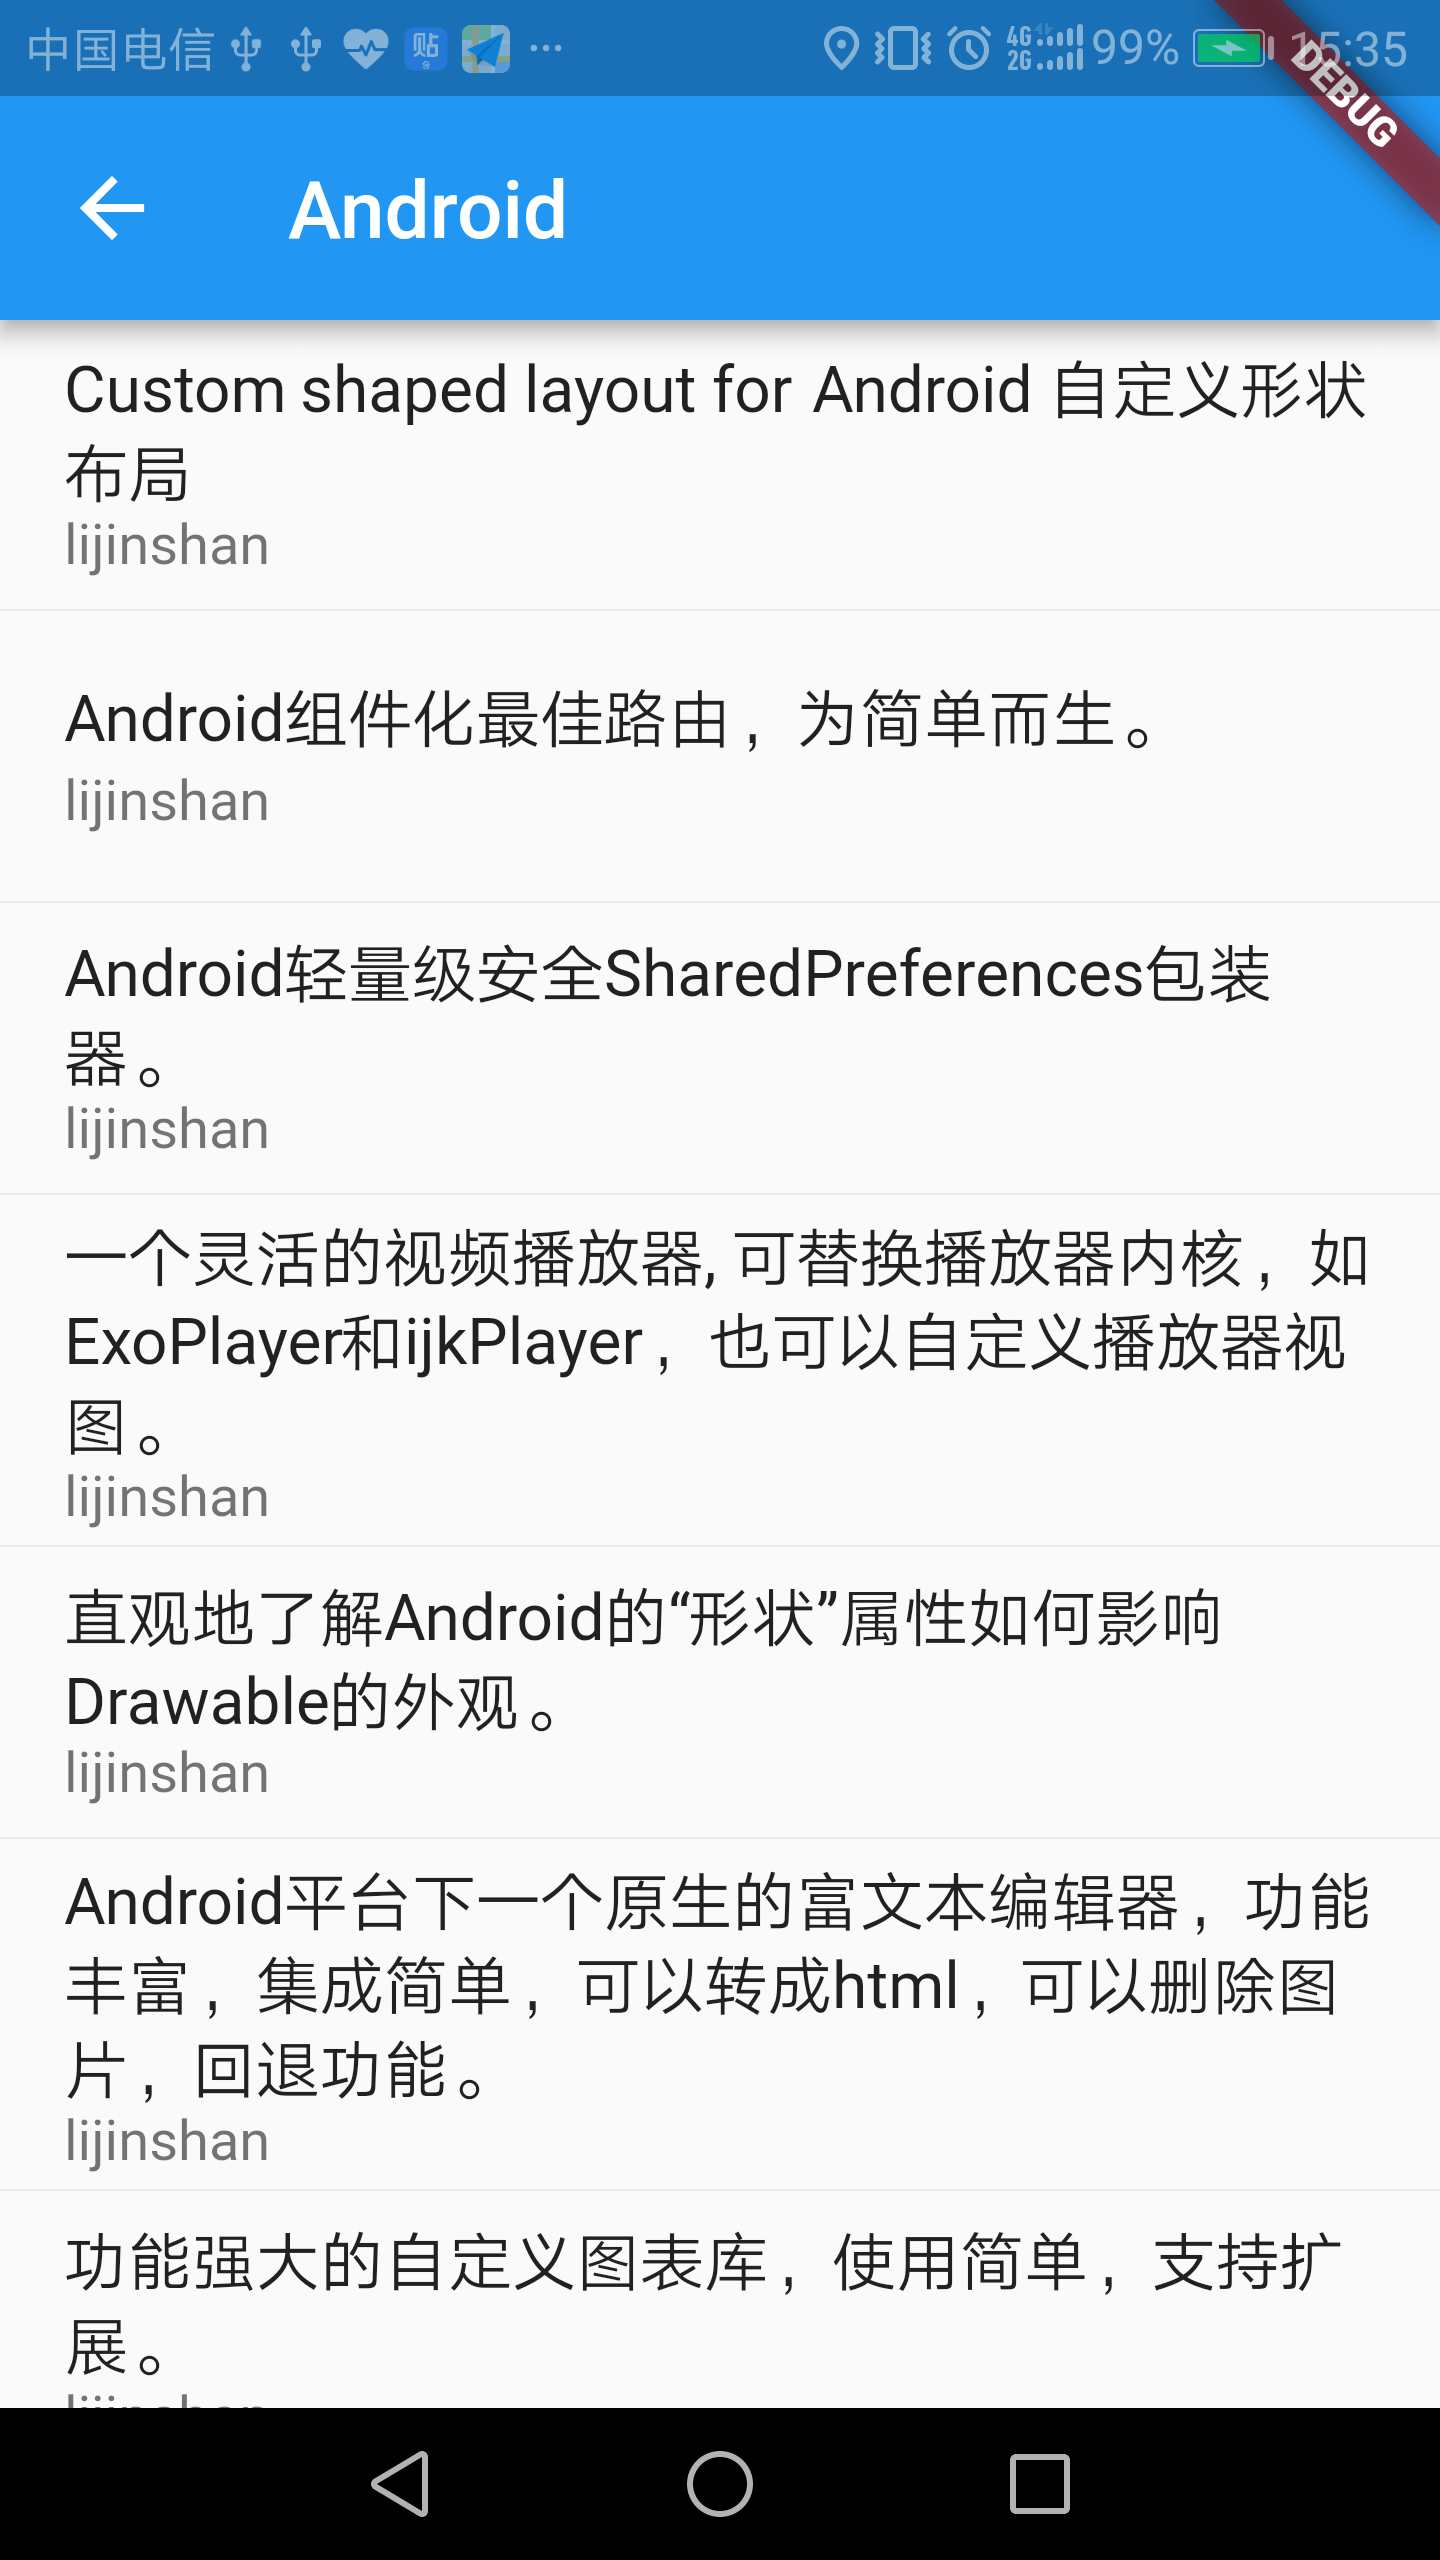 中国电信 贴 ... 4G 2G 99% 15:35
DEBUG
Android
Custom shaped layout for Android 自定义形状
布局
lijinshan
Android组件化最佳路由，为简单而生。
lijinshan
Android轻量级安全SharedPreferences包装
器。
lijinshan
一个灵活的视频播放器, 可替换播放器内核，如
ExoPlayer和ijkPlayer，也可以自定义播放器视
图。
lijinshan
直观地了解Android的“形状”属性如何影响
Drawable的外观。
lijinshan
Android平台下一个原生的富文本编辑器，功能
丰富，集成简单，可以转成html，可以删除图
片，回退功能。
lijinshan
功能强大的自定义图表库，使用简单，支持扩
展。
lijinshan